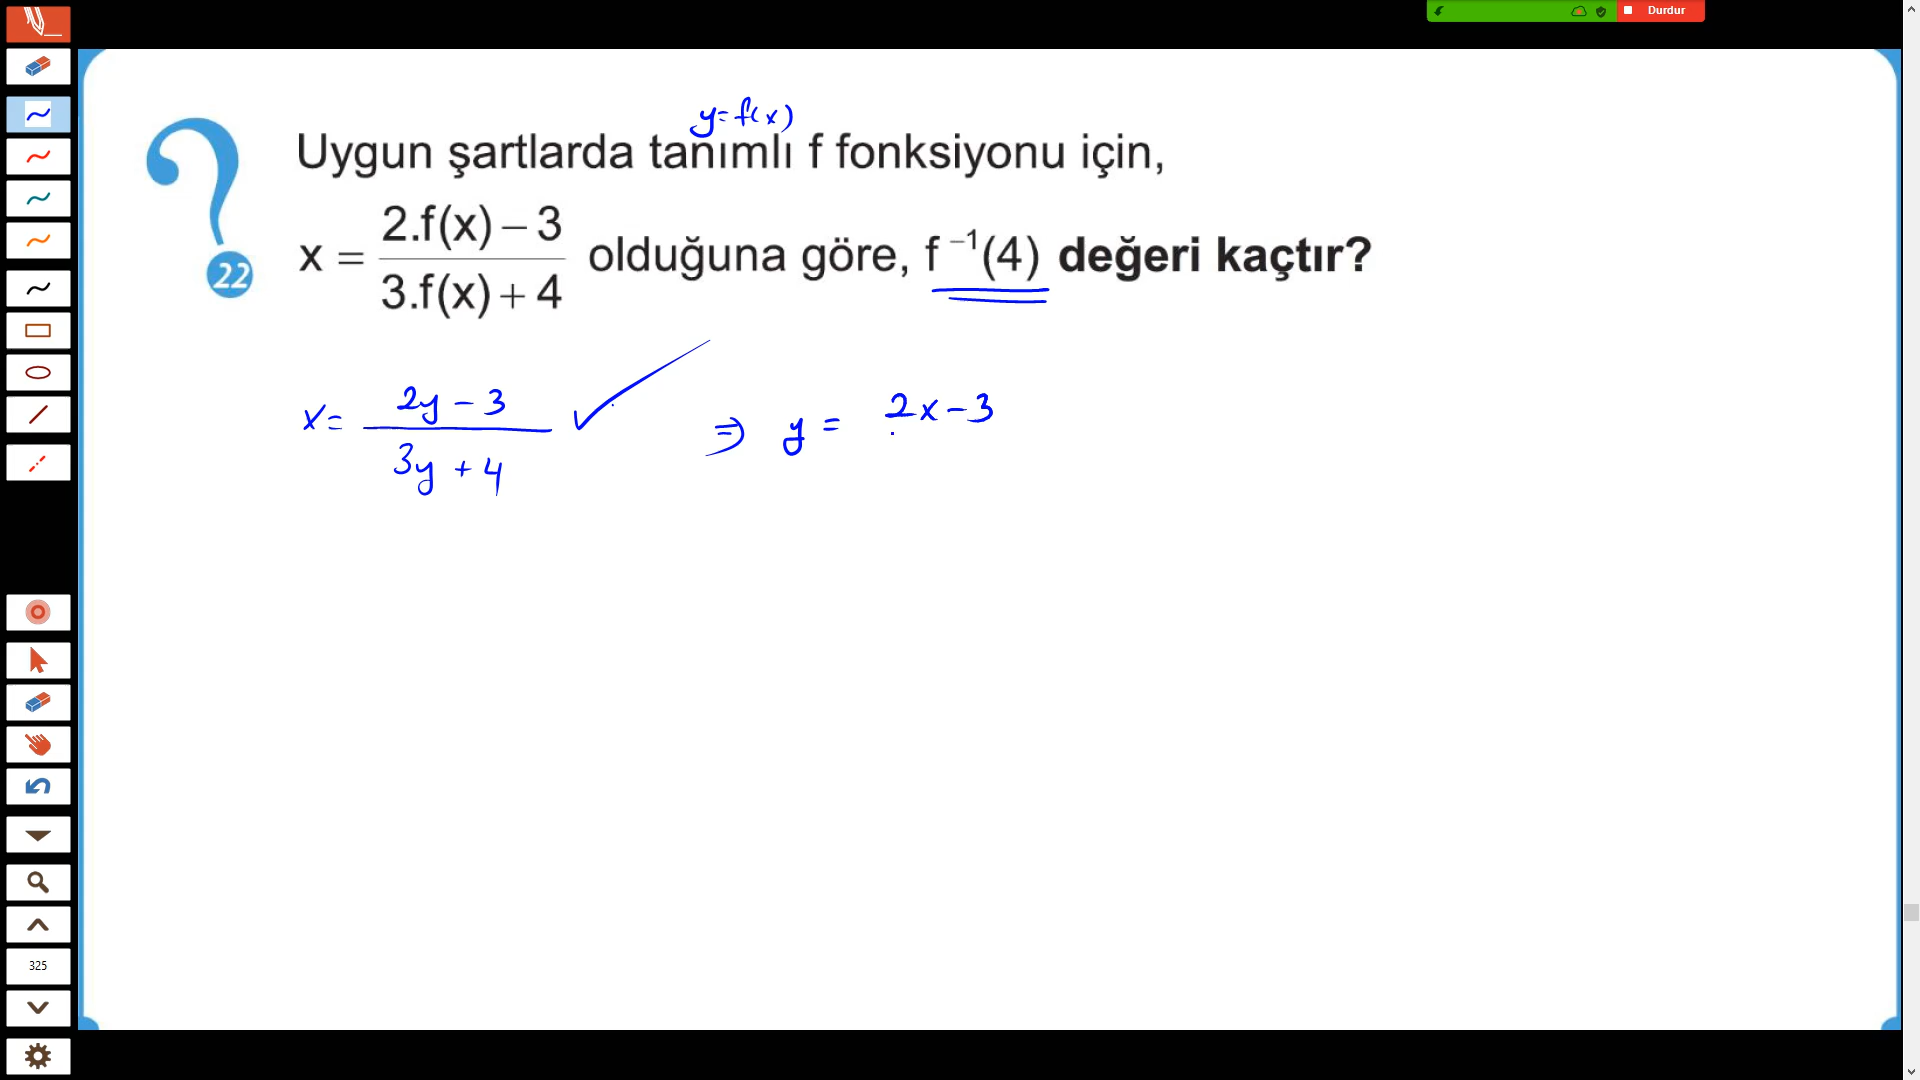 Durdur
y=f(x)
Uygun şartlarda tanımlı f fonksiyonu için,
x = 2.f(x) – 3 / 3.f(x) + 4 olduğuna göre, f⁻¹(4) değeri kaçtır?
22
x= 2y – 3 / 3y + 4 ✓ ⇒ y = 2x – 3
325